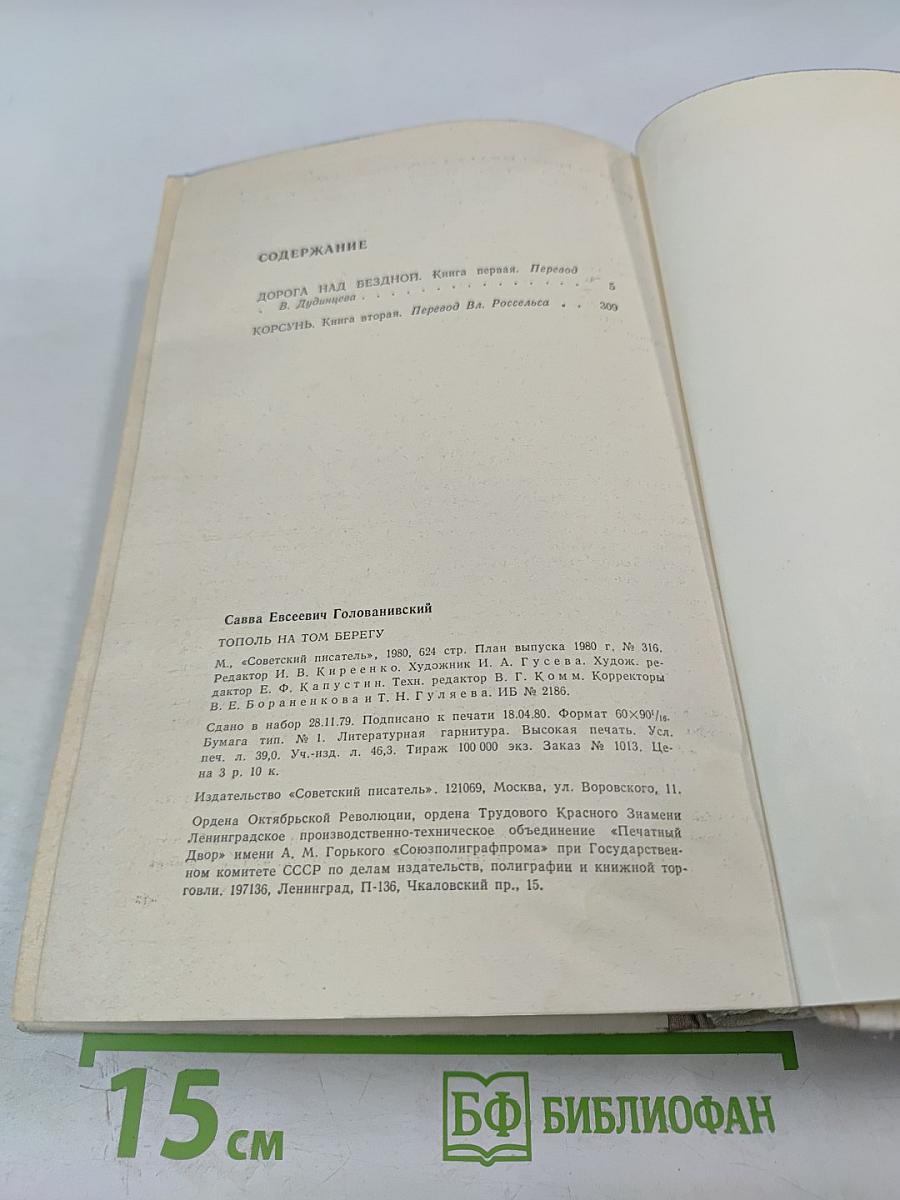 СОДЕРЖАНИЕ
ДОРОГА НАД БЕЗДНОЙ. Книга первая. Перевод
В. Дудинцева . . . . . . . . . . . . . . . 5
КОРСУНЬ. Книга вторая. Перевод Вл. Россельса . . 309
Савва Евсеевич Голованивский
ТОПОЛЬ НА ТОМ БЕРЕГУ
М., «Советский писатель», 1980, 624 стр. План выпуска 1980 г. № 316.
Редактор И. В. Киреенко. Художник И. А. Гусева. Худож. ре-
дактор Е. Ф. Капустин. Техн. редактор В. Г. Комм. Корректоры
В. Е. Бораненкова и Т. Н. Гуляева. ИБ № 2186.
Сдано в набор 28.11.79. Подписано к печати 18.04.80. Формат 60×90¹/₁₆.
Бумага тип. № 1. Литературная гарнитура. Высокая печать. Усл.
печ. л. 39,0. Уч.-изд. л. 46,3. Тираж 100 000 экз. Заказ № 1013. Це-
на 3 р. 10 к.
Издательство «Советский писатель». 121069, Москва, ул. Воровского, 11.
Ордена Октябрьской Революции, ордена Трудового Красного Знамени
Ленинградское производственно-техническое объединение «Печатный
Двор» имени А. М. Горького «Союзполиграфпрома» при Государствен-
ном комитете СССР по делам издательств, полиграфии и книжной тор-
говли. 197136, Ленинград, П-136, Чкаловский пр., 15.
15 см
БФ БИБЛИОФАН